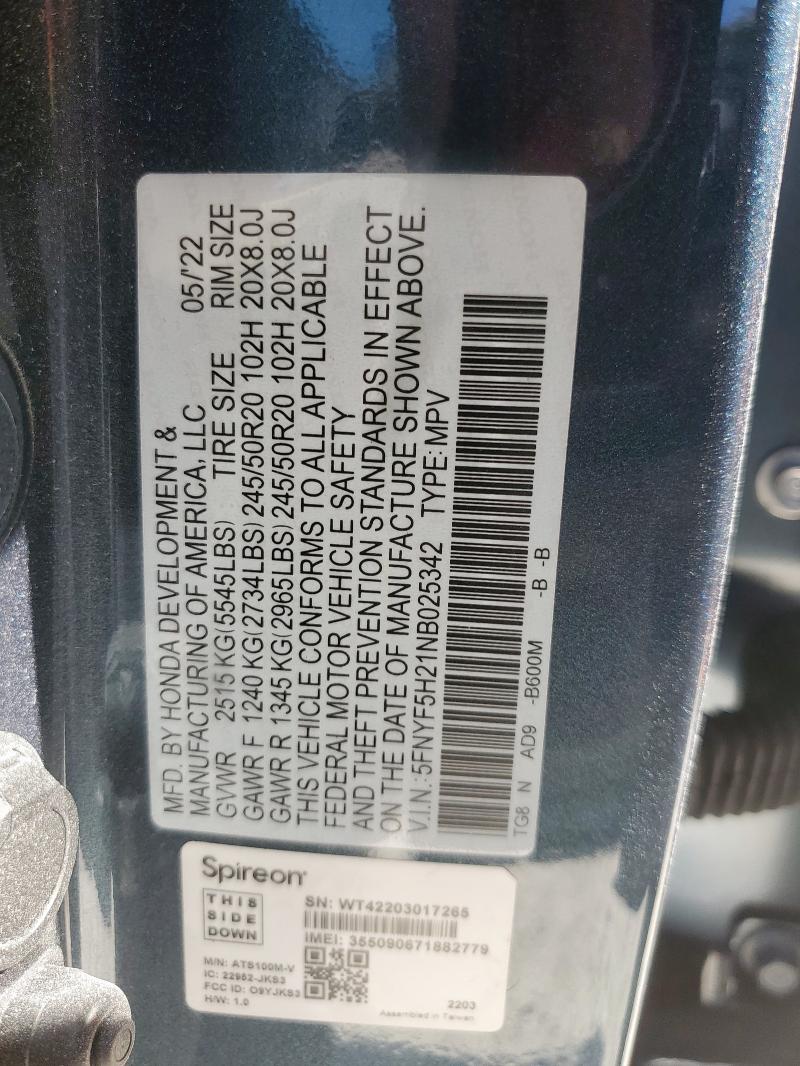 MFD. BY HONDA DEVELOPMENT &
MANUFACTURING OF AMERICA, LLC 05/'22
GVWR 2515 KG(5545LBS) TIRE SIZE RIM SIZE
GAWR F 1240 KG(2734LBS) 245/50R20 102H 20X8.0J
GAWR R 1345 KG(2965LBS) 245/50R20 102H 20X8.0J
THIS VEHICLE CONFORMS TO ALL APPLICABLE
FEDERAL MOTOR VEHICLE SAFETY
AND THEFT PREVENTION STANDARDS IN EFFECT
ON THE DATE OF MANUFACTURE SHOWN ABOVE.
V.I.N.:5FNYF5H21NB025342 TYPE:MPV
TG8 N AD9 -B600M -B -B
Spireon
THIS
SIDE
DOWN
SN: WT42203017265
IMEI: 355090671882779
M/N: ATS100M-V
IC: 22952-JKS3
FCC ID: O9YJKS3
H/W: 1.0
2203
Assembled in Taiwan